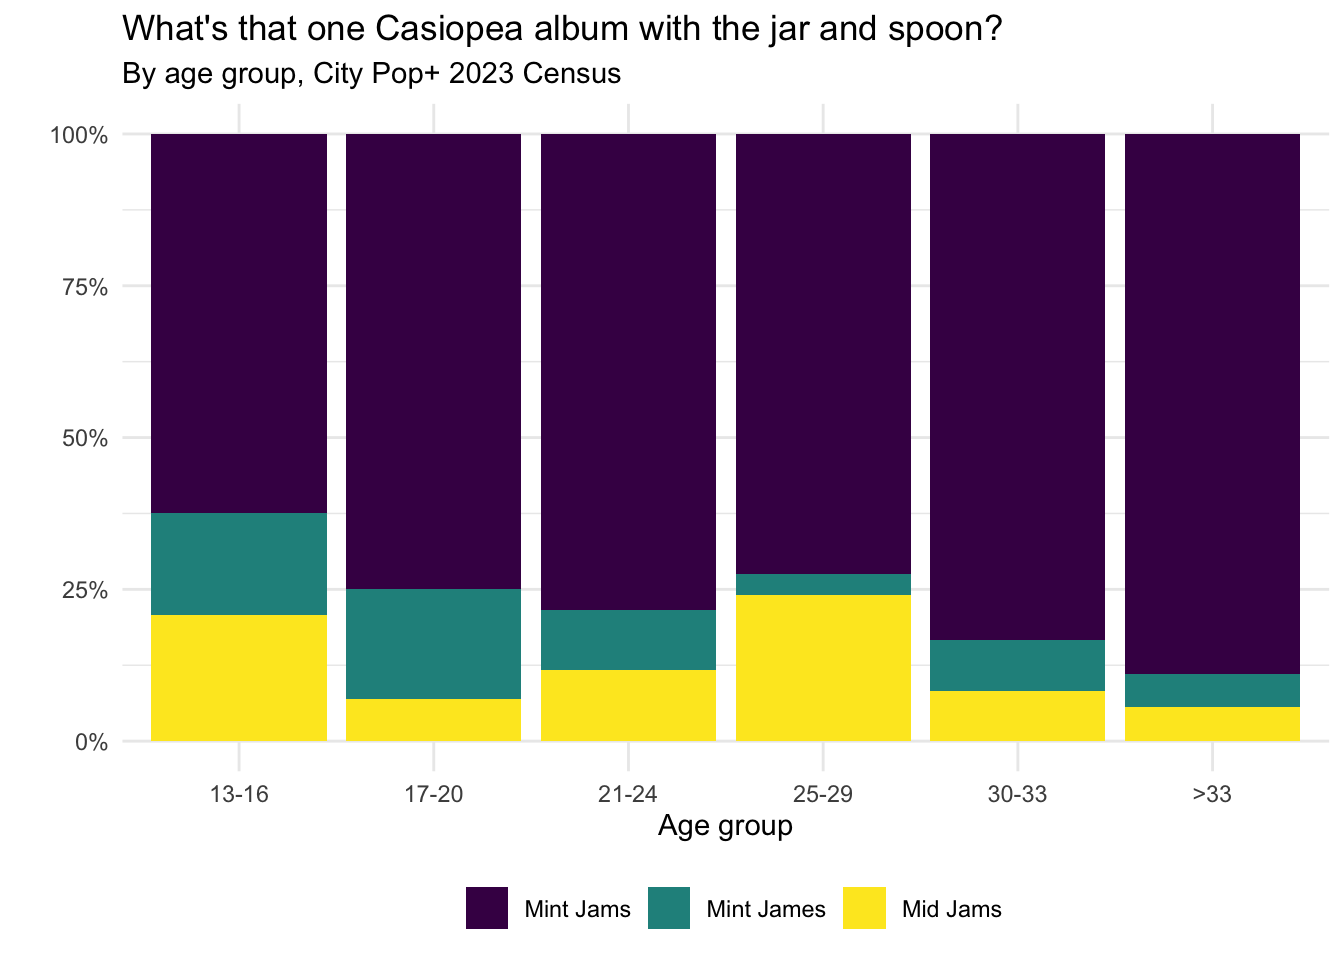 What's that one Casiopea album with the jar and spoon?
By age group, City Pop+ 2023 Census
100%
75%
50%
25%
0%
13-16 17-20 21-24 25-29 30-33 >33
Age group
Mint Jams Mint James Mid Jams